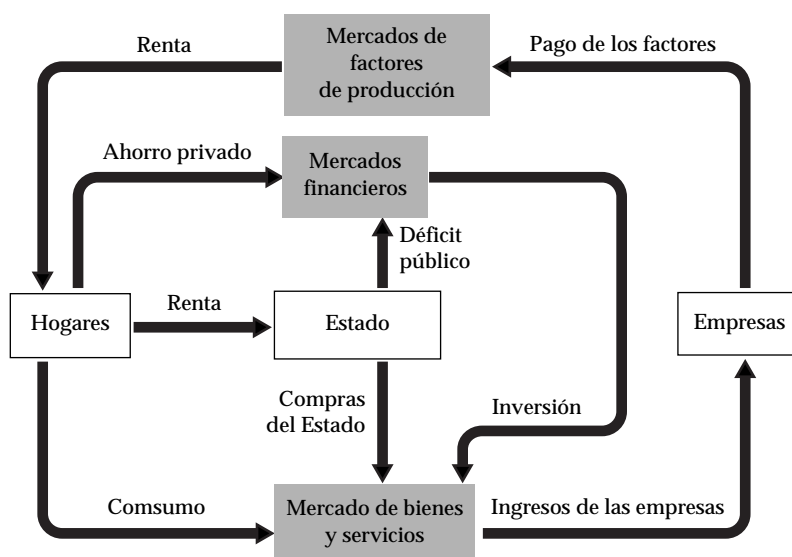 Renta
Mercados de
factores
de producción
Pago de los factores
Ahorro privado
Mercados
financieros
Déficit
público
Hogares
Renta
Estado
Empresas
Compras
del Estado
Inversión
Comsumo
Mercado de bienes
y servicios
Ingresos de las empresas